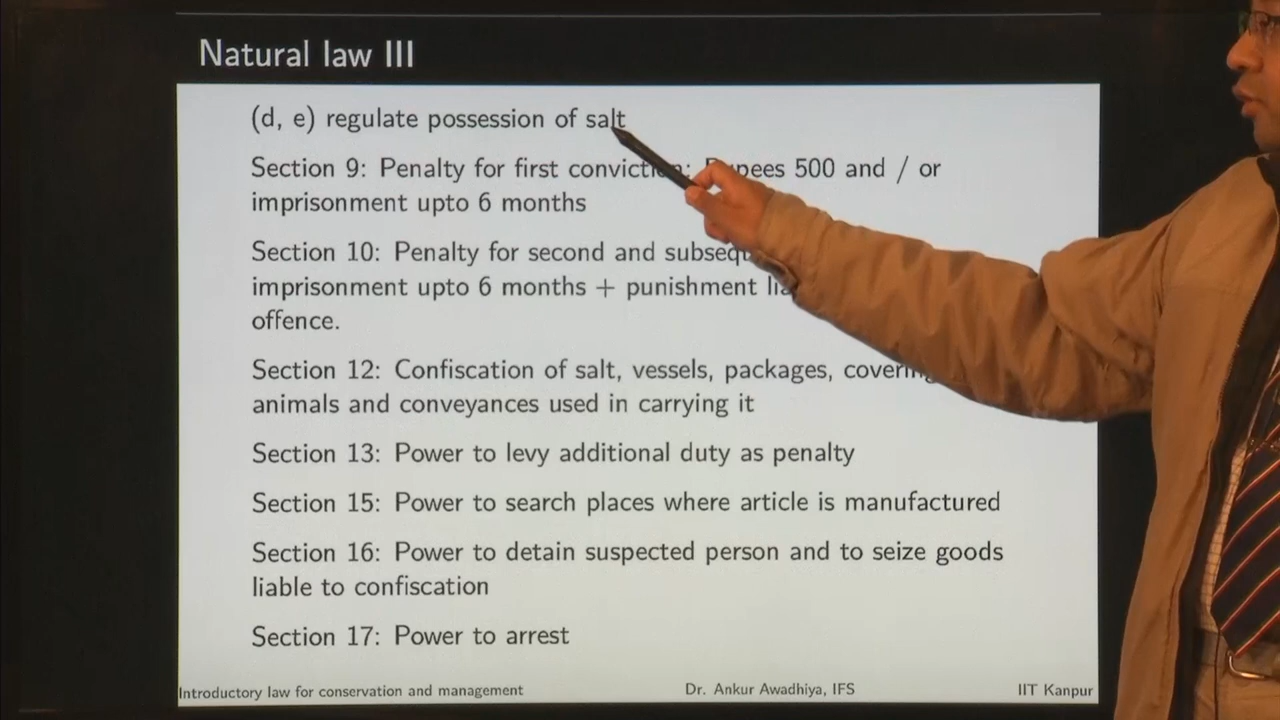 Natural law III
(d, e) regulate possession of salt
Section 9: Penalty for first Rupees 500 and / or
imprisonment upto 6 months
Section 10: Penalty for second and
imprisonment upto 6 months + punishment
offence.
Section 12: Confiscation of salt, vessels, packages,
animals and conveyances used in carrying it
Section 13: Power to levy additional duty as penalty
Section 15: Power to search places where article is manufactured
Section 16: Power to detain suspected person and to seize goods
liable to confiscation
Section 17: Power to arrest
Introductory law for conservation and management
Dr. Ankur Awadhiya, IFS
IIT Kanpur